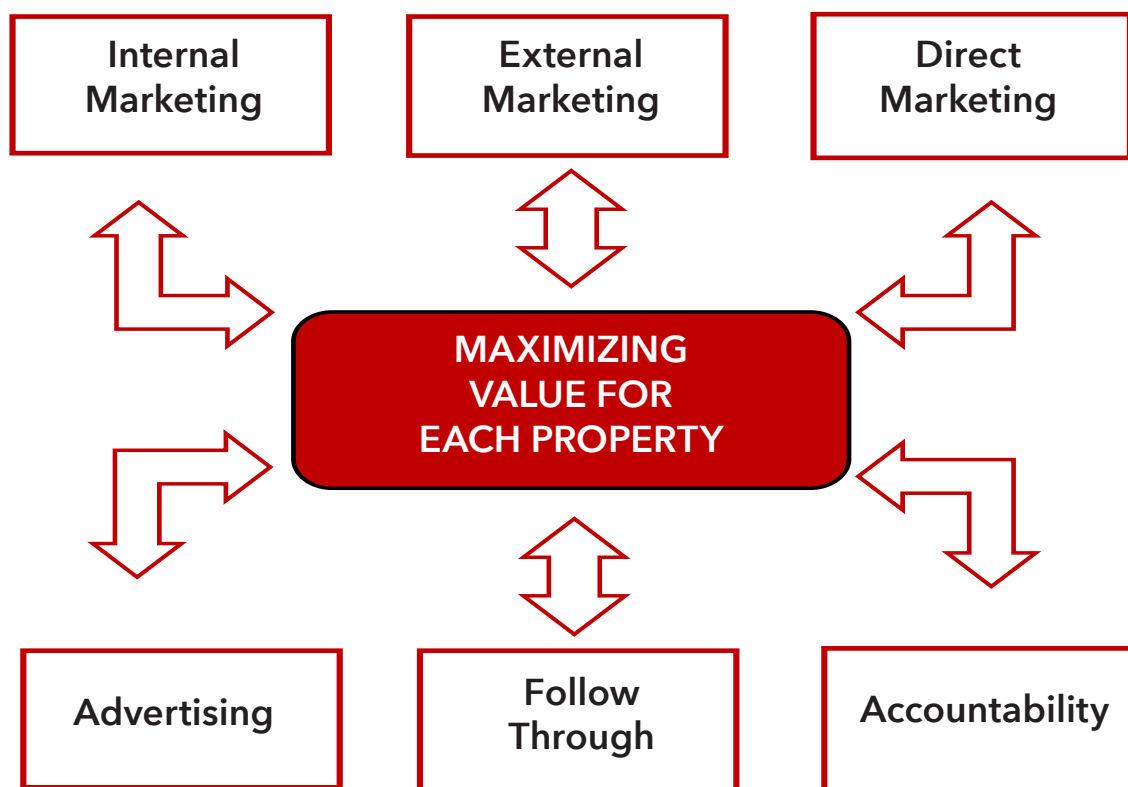 Internal
Marketing
External
Marketing
Direct
Marketing
MAXIMIZING
VALUE FOR
EACH PROPERTY
Advertising
Follow
Through
Accountability